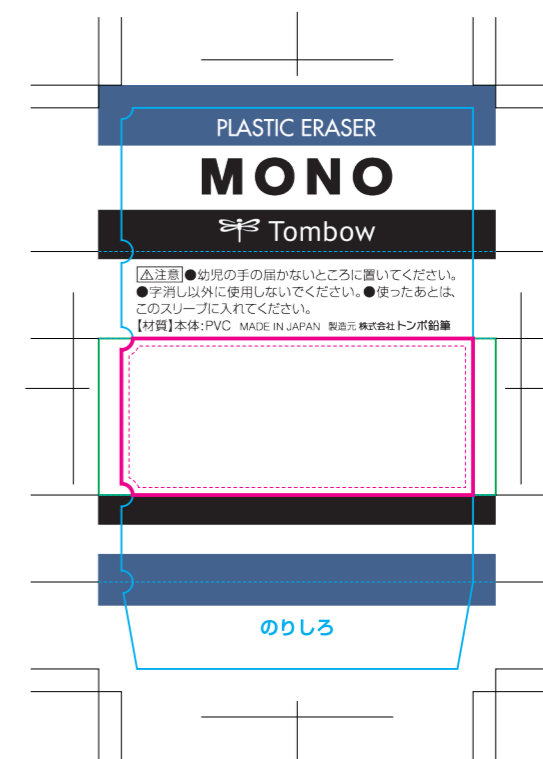 PLASTIC ERASER
MONO
Tombow
⚠注意 ●幼児の手の届かないところに置いてください。
●字消し以外に使用しないでください。●使ったあとは、
このスリーブに入れてください。
【材質】本体:PVC MADE IN JAPAN 製造元 株式会社トンボ鉛筆
のりしろ